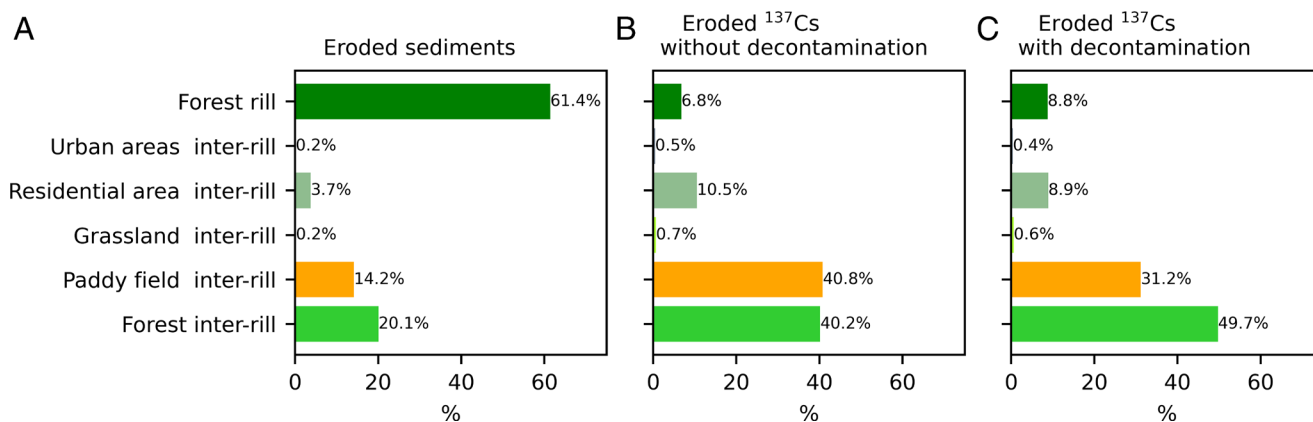 A
Eroded sediments
Forest rill
Urban areas inter-rill
Residential area inter-rill
Grassland inter-rill
Paddy field inter-rill
Forest inter-rill
61.4%
0.2%
3.7%
0.2%
14.2%
20.1%
0 20 40 60
%
B
Eroded ¹³⁷Cs
without decontamination
6.8%
0.5%
10.5%
0.7%
40.8%
40.2%
0 20 40 60
%
C
Eroded ¹³⁷Cs
with decontamination
8.8%
0.4%
8.9%
0.6%
31.2%
49.7%
0 20 40 60
%